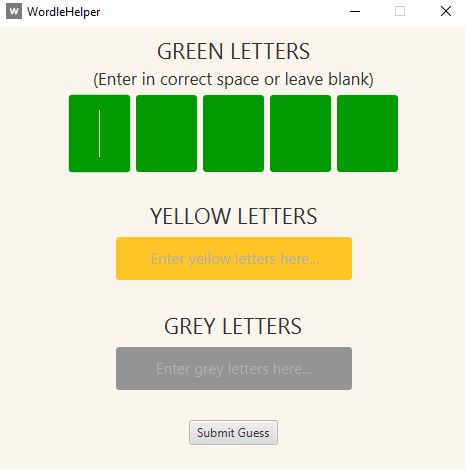 W WordleHelper
GREEN LETTERS
(Enter in correct space or leave blank)
YELLOW LETTERS
Enter yellow letters here...
GREY LETTERS
Enter grey letters here...
Submit Guess